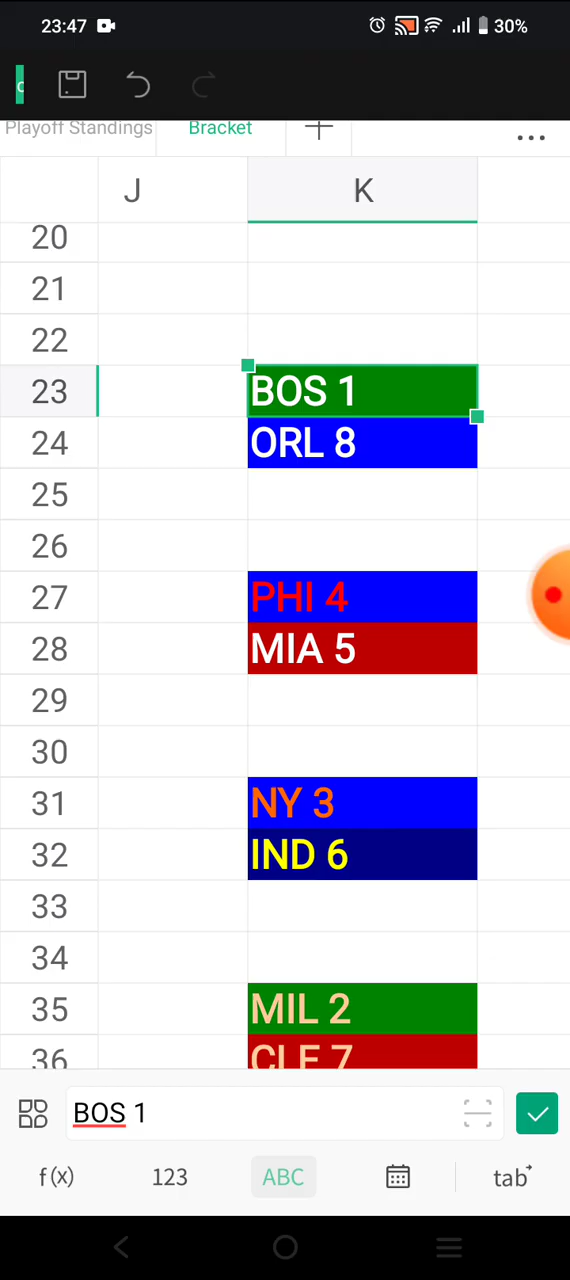 23:47
30%
Playoff Standings
Bracket
J
K
20
21
22
23
BOS 1
24
ORL 8
25
26
27
PHI 4
28
MIA 5
29
30
31
NY 3
32
IND 6
33
34
35
MIL 2
36
CLE 7
BOS 1
f(x)
123
ABC
tab